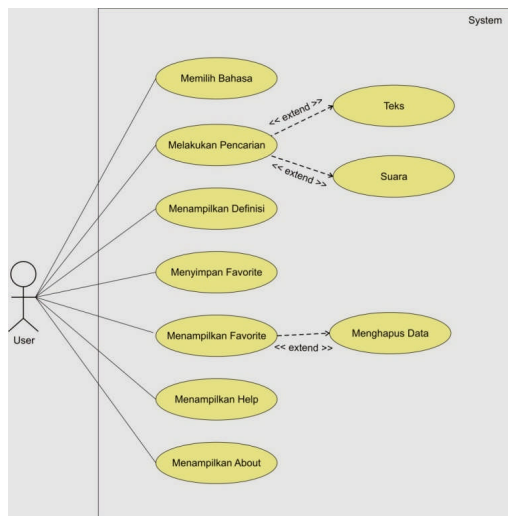 System
Memilih Bahasa
<< extend >>
Teks
Melakukan Pencarian
<< extend >>
Suara
Menampilkan Definisi
Menyimpan Favorite
User
Menampilkan Favorite
<< extend >>
Menghapus Data
Menampilkan Help
Menampilkan About